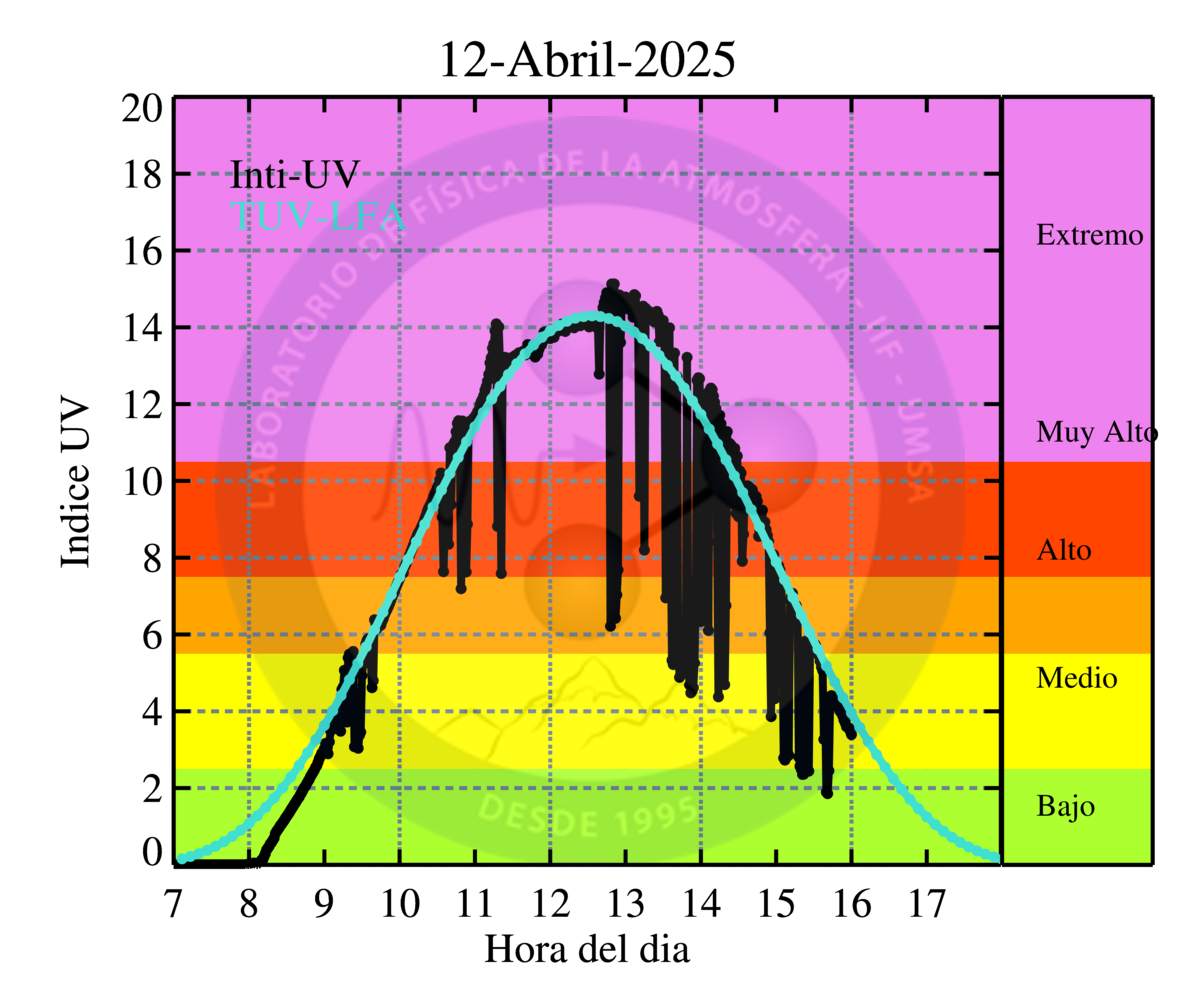 12-Abril-2025
Indice UV
20
18
16
14
12
10
8
6
4
2
0
Inti-UV
TUV-LFA
LABORATORIO DE FÍSICA DE LA ATMÓSFERA - IIF - UMSA
DESDE 1995
Extremo
Muy Alto
Alto
Medio
Bajo
7 8 9 10 11 12 13 14 15 16 17
Hora del dia